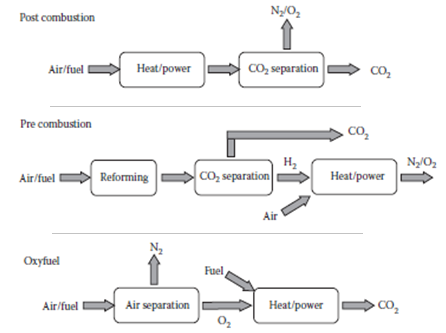 Post combustion
N₂/O₂
Air/fuel
Heat/power
CO₂ separation
CO₂
Pre combustion
CO₂
Air/fuel
Reforming
CO₂ separation
H₂
Heat/power
N₂/O₂
Air
Oxyfuel
N₂
Fuel
Air/fuel
Air separation
O₂
Heat/power
CO₂